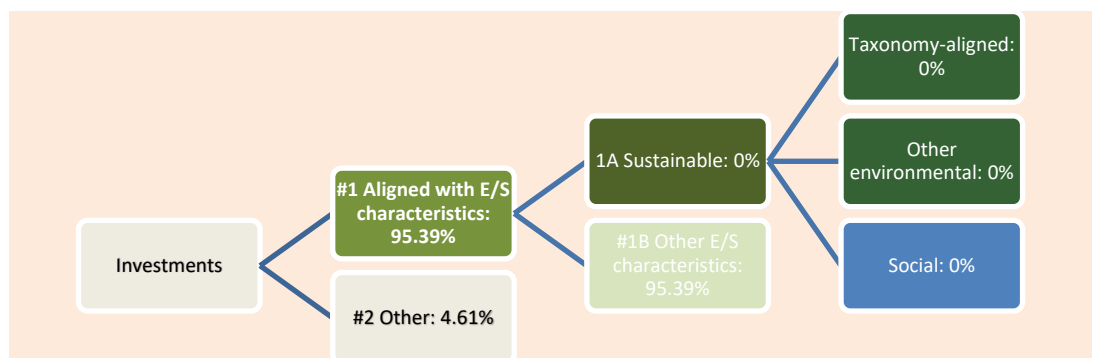 Investments
#1 Aligned with E/S
characteristics:
95.39%
#2 Other: 4.61%
1A Sustainable: 0%
#1B Other E/S
characteristics:
95.39%
Taxonomy-aligned:
0%
Other
environmental: 0%
Social: 0%